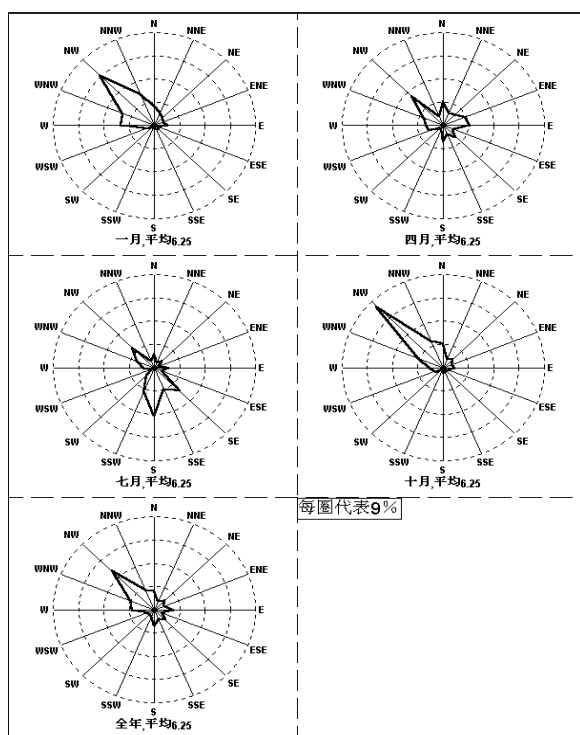 N
NNW NNE
NW NE
WNW ENE
W E
WSW ESE
SW SE
SSW SSE
S
一月,平均6.25
N
NNW NNE
NW NE
WNW ENE
W E
WSW ESE
SW SE
SSW SSE
S
四月,平均6.25
N
NNW NNE
NW NE
WNW ENE
W E
WSW ESE
SW SE
SSW SSE
S
七月,平均6.25
N
NNW NNE
NW NE
WNW ENE
W E
WSW ESE
SW SE
SSW SSE
S
十月,平均6.25
每圈代表9%
N
NNW NNE
NW NE
WNW ENE
W E
WSW ESE
SW SE
SSW SSE
S
全年,平均6.25